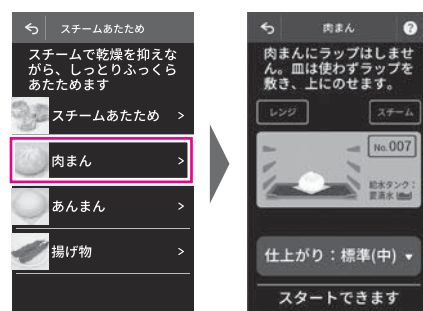 スチームあたため
スチームで乾燥を抑えな
がら、しっとりふっくら
あたためます
スチームあたため >
肉まん >
あんまん >
揚げ物 >
肉まん ?
肉まんにラップはしませ
ん。皿は使わずラップを
敷き、上にのせます。
レンジ スチーム
No.007
給水タンク:
要満水
仕上がり:標準(中) ▼
スタートできます